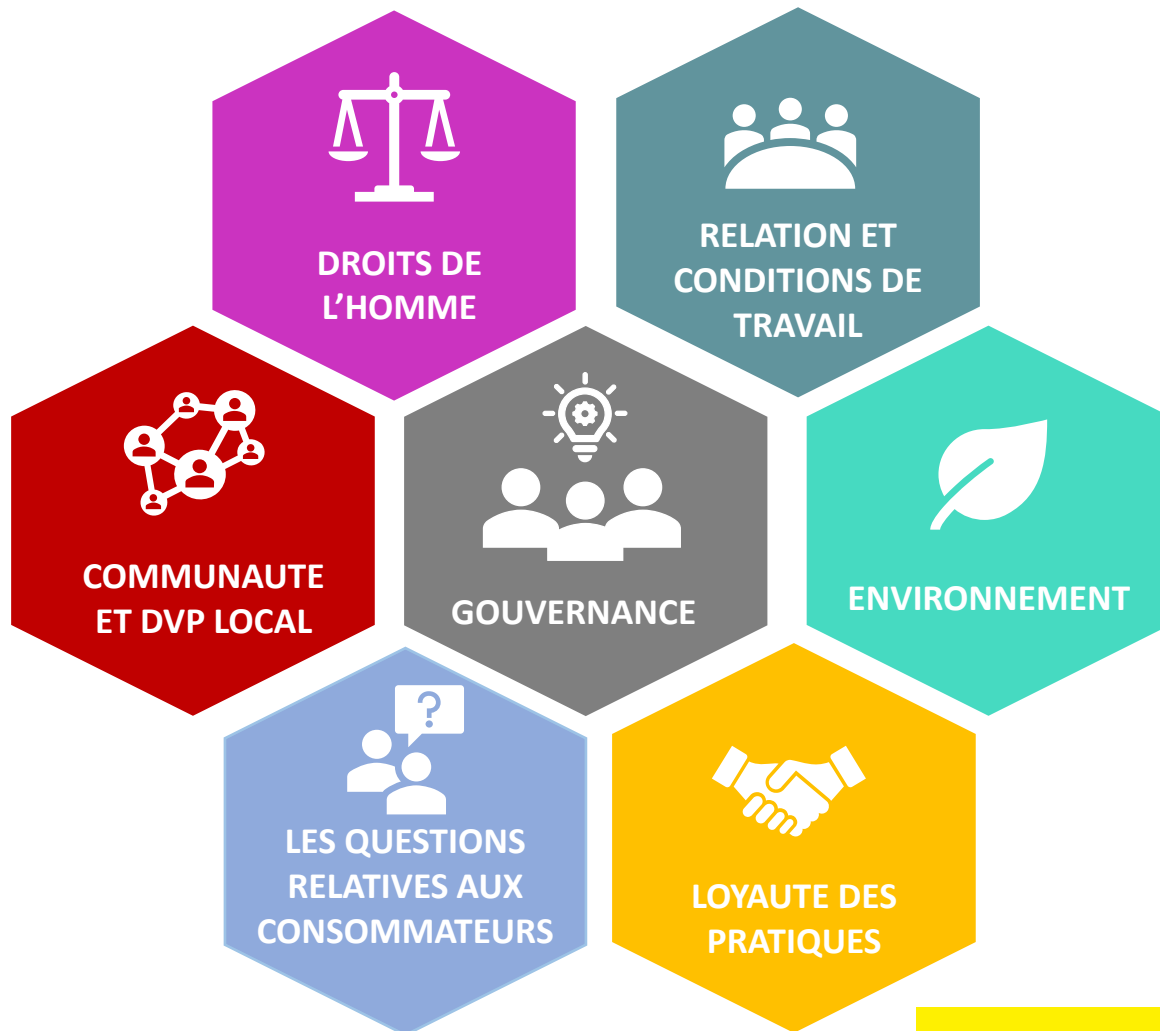 DROITS DE
L’HOMME
RELATION ET
CONDITIONS DE
TRAVAIL
COMMUNAUTE
ET DVP LOCAL
GOUVERNANCE
ENVIRONNEMENT
?
LES QUESTIONS
RELATIVES AUX
CONSOMMATEURS
LOYAUTE DES
PRATIQUES